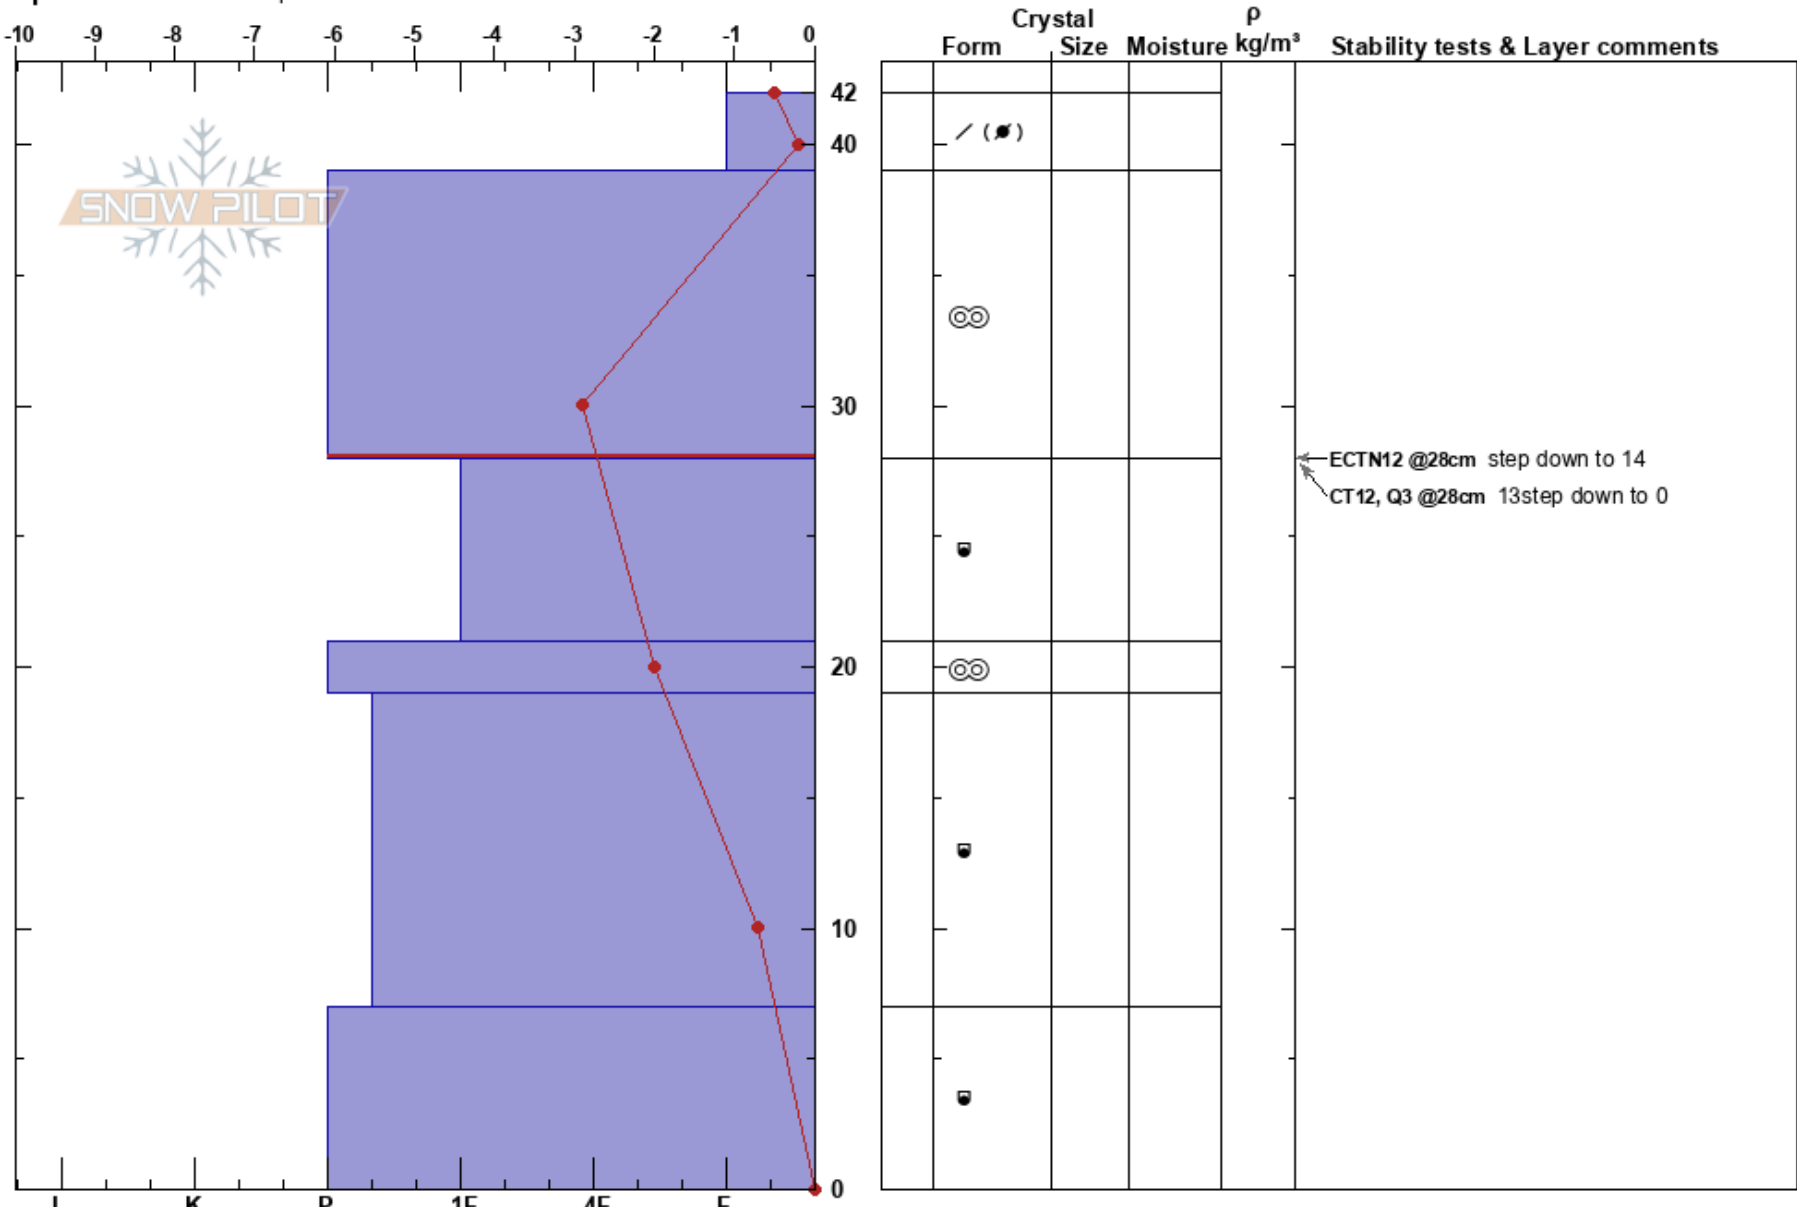 Crystal ρ
-10 -9 -8 -7 -6 -5 -4 -3 -2 -1 0 Form Size Moisture kg/m³ Stability tests & Layer comments
42
40
SNOW PILOT
30
ECTN12 @28cm step down to 14
CT12, Q3 @28cm 13step down to 0
20
10
0
I K P 1F 4F F